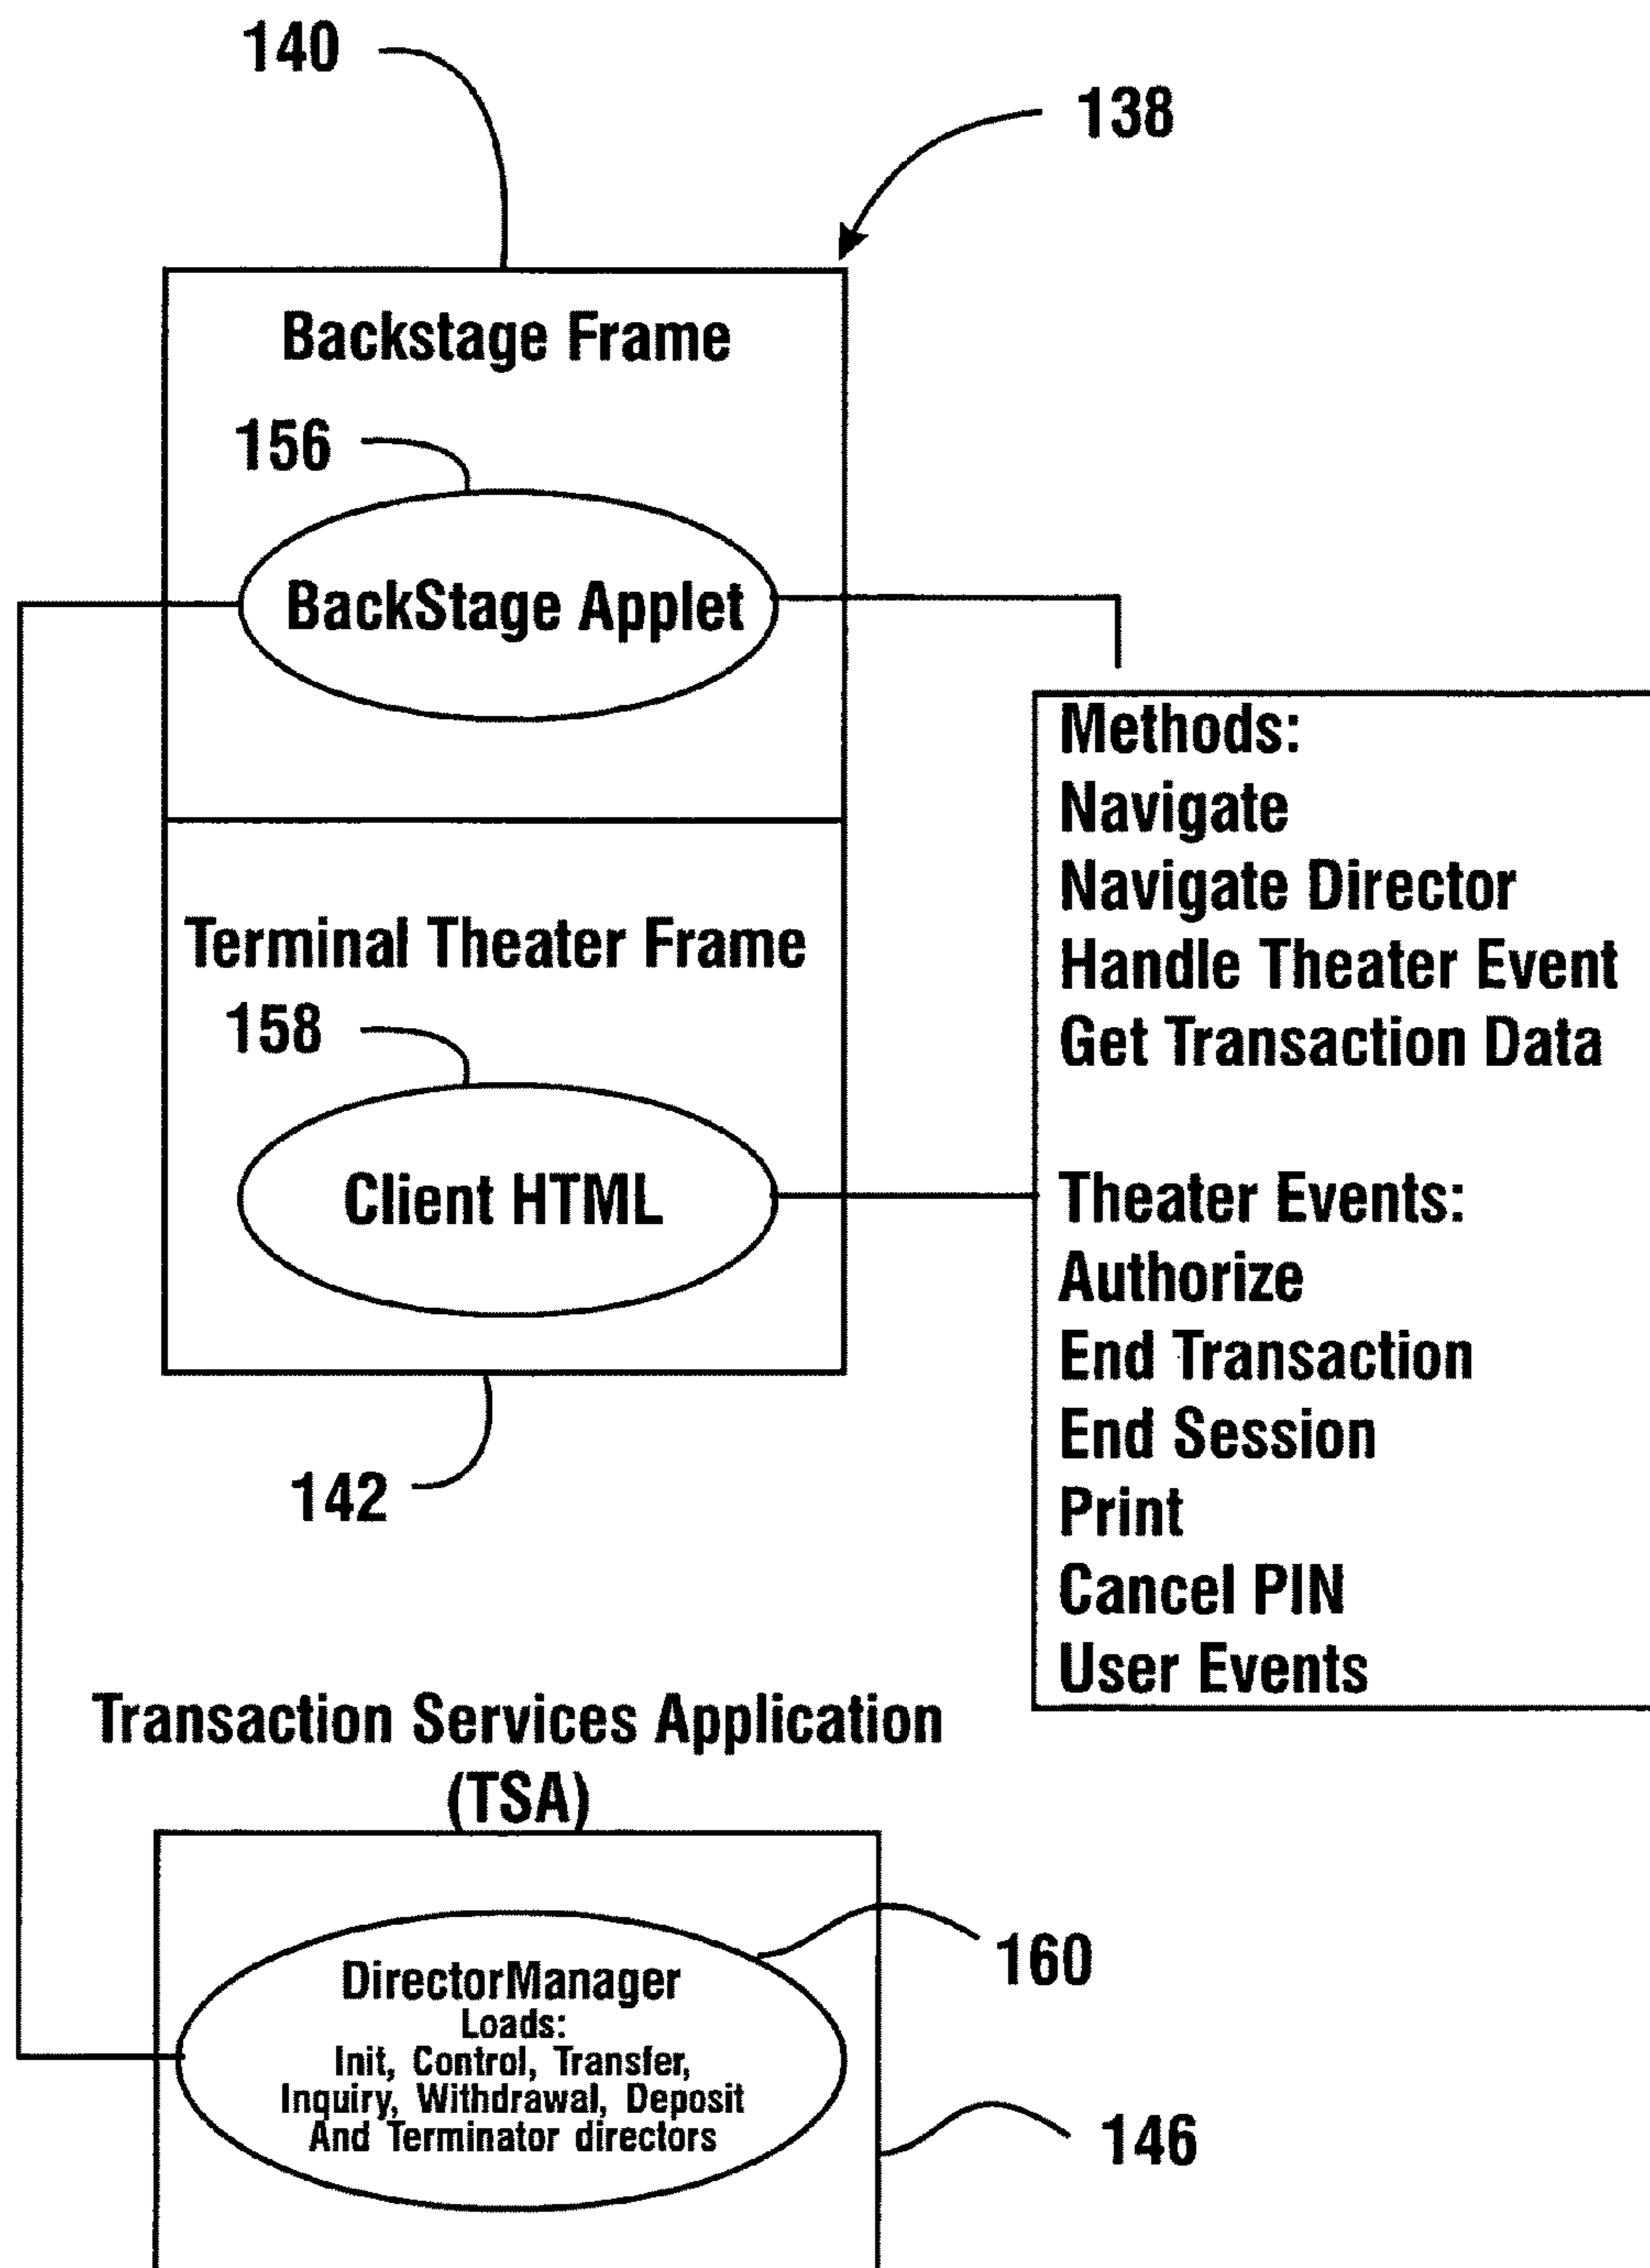 140
138
Backstage Frame
156
BackStage Applet
Methods:
Navigate
Navigate Director
Handle Theater Event
Get Transaction Data
Terminal Theater Frame
158
Client HTML
Theater Events:
Authorize
End Transaction
End Session
Print
Cancel PIN
User Events
142
Transaction Services Application
(TSA)
160
DirectorManager
Loads:
Init, Control, Transfer,
Inquiry, Withdrawal, Deposit
And Terminator directors
146